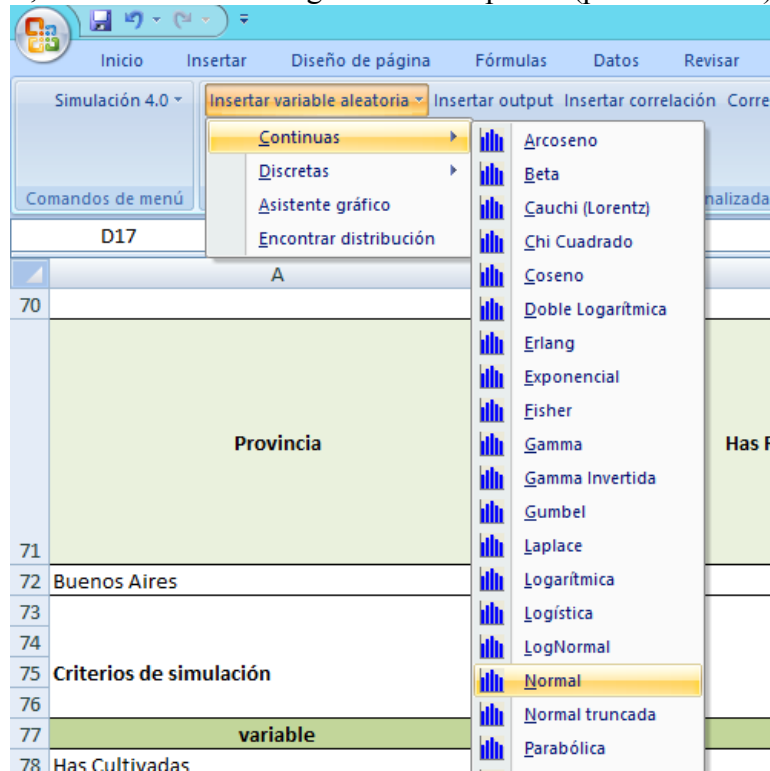 Inicio Insertar Diseño de página Fórmulas Datos Revisar
Simulación 4.0 Insertar variable aleatoria Insertar output Insertar correlación Corre
Continuas
Discretas
Asistente gráfico
Encontrar distribución
Comandos de menú
nalizada
D17
A
Arcoseno
Beta
Cauchi (Lorentz)
Chi Cuadrado
Coseno
Doble Logarítmica
Erlang
Exponencial
Fisher
Gamma
Gamma Invertida
Gumbel
Laplace
Logarítmica
Logística
LogNormal
Normal
Normal truncada
Parabólica
70
71 Provincia Has F
72 Buenos Aires
73
74
75 Criterios de simulación
76
77 variable
78 Has Cultivadas